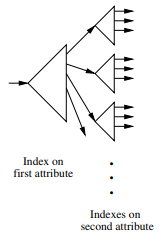 Index on
first attribute
Indexes on
second attribute